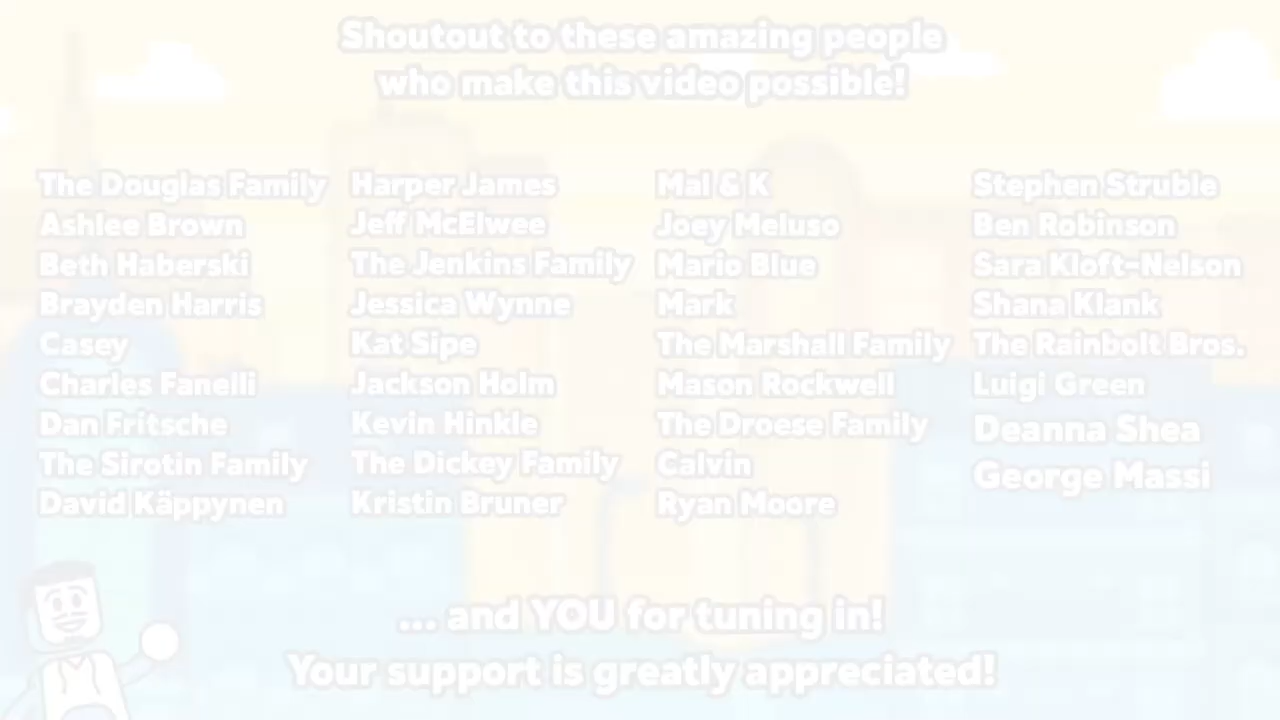 Shoutout to these amazing people
who make this video possible!
The Douglas Family
Ashlee Brown
Beth Haberski
Brayden Harris
Casey
Charles Fanelli
Dan Fritsche
The Sirotin Family
David Käppynen
Harper James
Jeff McElwee
The Jenkins Family
Jessica Wynne
Kat Sipe
Jackson Holm
Kevin Hinkle
The Dickey Family
Kristin Bruner
Mal & K
Joey Meluso
Mario Blue
Mark
The Marshall Family
Mason Rockwell
The Droese Family
Calvin
Ryan Moore
Stephen Struble
Ben Robinson
Sara Kloft-Nelson
Shana Klank
The Rainbolt Bros.
Luigi Green
Deanna Shea
George Massi
... and YOU for tuning in!
Your support is greatly appreciated!